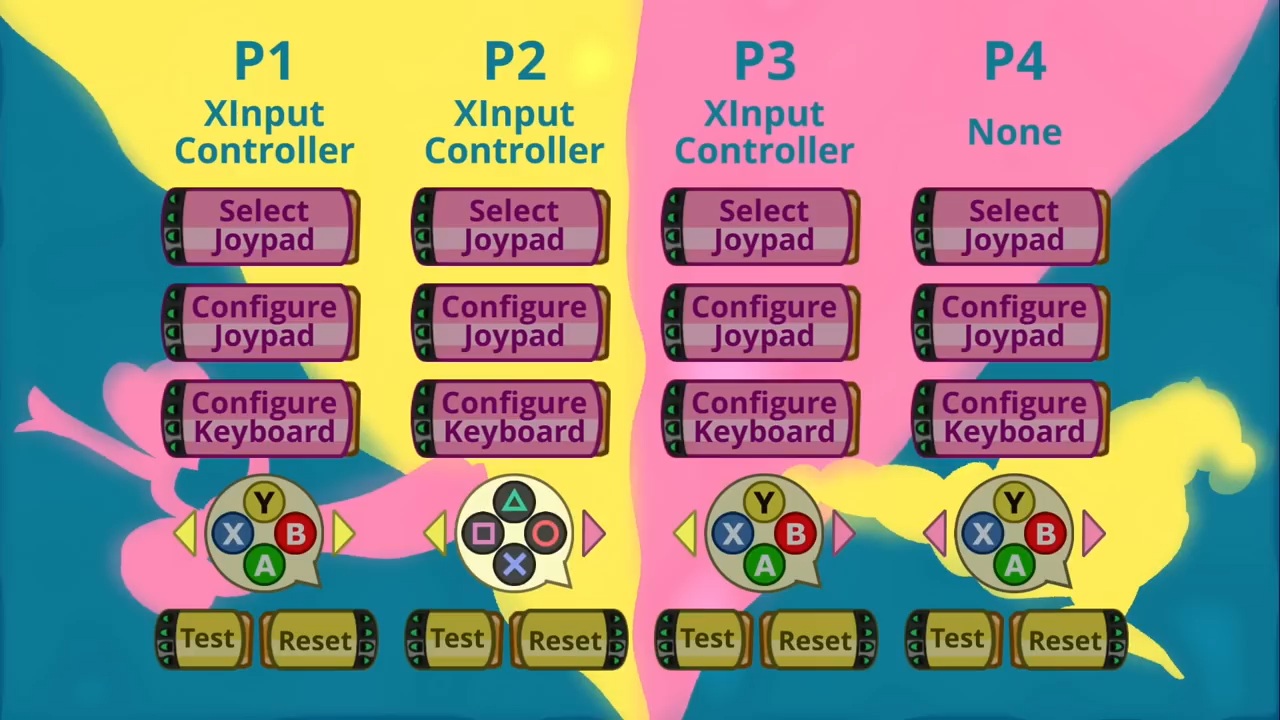 P1
XInput
Controller
Select
Joypad
Configure
Joypad
Configure
Keyboard
Y
X B
A
Test Reset
P2
XInput
Controller
Select
Joypad
Configure
Joypad
Configure
Keyboard
Test Reset
P3
XInput
Controller
Select
Joypad
Configure
Joypad
Configure
Keyboard
Y
X B
A
Test Reset
P4
None
Select
Joypad
Configure
Joypad
Configure
Keyboard
Y
X B
A
Test Reset